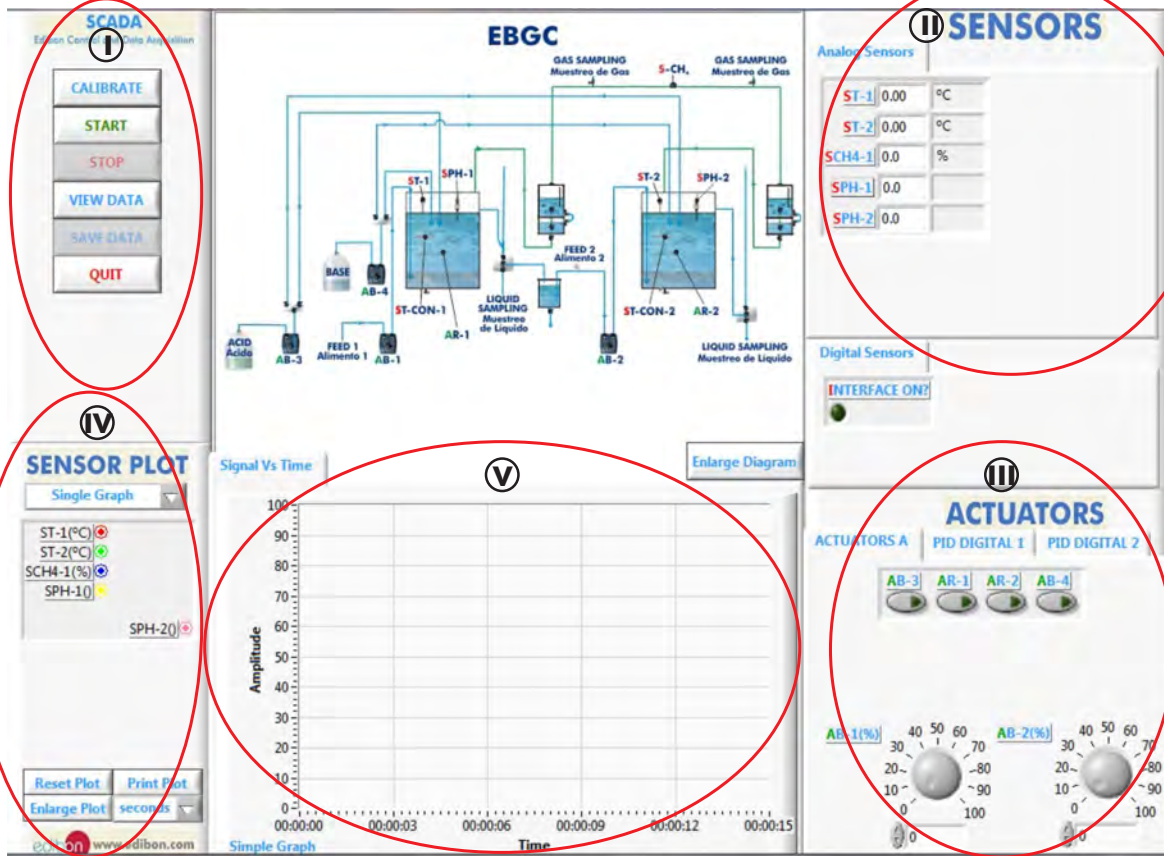 SCADA
Edibon Control and Data Acquisition
I
CALIBRATE
START
STOP
VIEW DATA
SAVE DATA
QUIT
EBGC
GAS SAMPLING
Muestreo de Gas
S-CH₄
GAS SAMPLING
Muestreo de Gas
ST-1
SPH-1
ST-2
SPH-2
BASE
AB-4
ST-CON-1
AR-1
LIQUID
SAMPLING
Muestreo
de Líquido
FEED 2
Alimento 2
ST-CON-2
AR-2
ACID
Acido
AB-3
FEED 1
Alimento 1
AB-1
AB-2
LIQUID SAMPLING
Muestreo de Líquido
II
SENSORS
Analog Sensors
ST-1 0.00 ºC
ST-2 0.00 ºC
SCH4-1 0.0 %
SPH-1 0.0
SPH-2 0.0
Digital Sensors
INTERFACE ON?
IV
SENSOR PLOT
Single Graph
ST-1(ºC)
ST-2(ºC)
SCH4-1(%)
SPH-1()
SPH-2()
Reset Plot
Print Plot
Enlarge Plot
seconds
edibon www.edibon.com
Signal Vs Time
V
Enlarge Diagram
100
90
80
70
60
50
40
30
20
10
0
Amplitude
00:00:00 00:00:03 00:00:06 00:00:09 00:00:12 00:00:15
Simple Graph
Time
III
ACTUATORS
ACTUATORS A
PID DIGITAL 1
PID DIGITAL 2
AB-3 AR-1 AR-2 AB-4
AB-1(%)
0 10 20 30 40 50 60 70 80 90 100
0
AB-2(%)
0 10 20 30 40 50 60 70 80 90 100
0